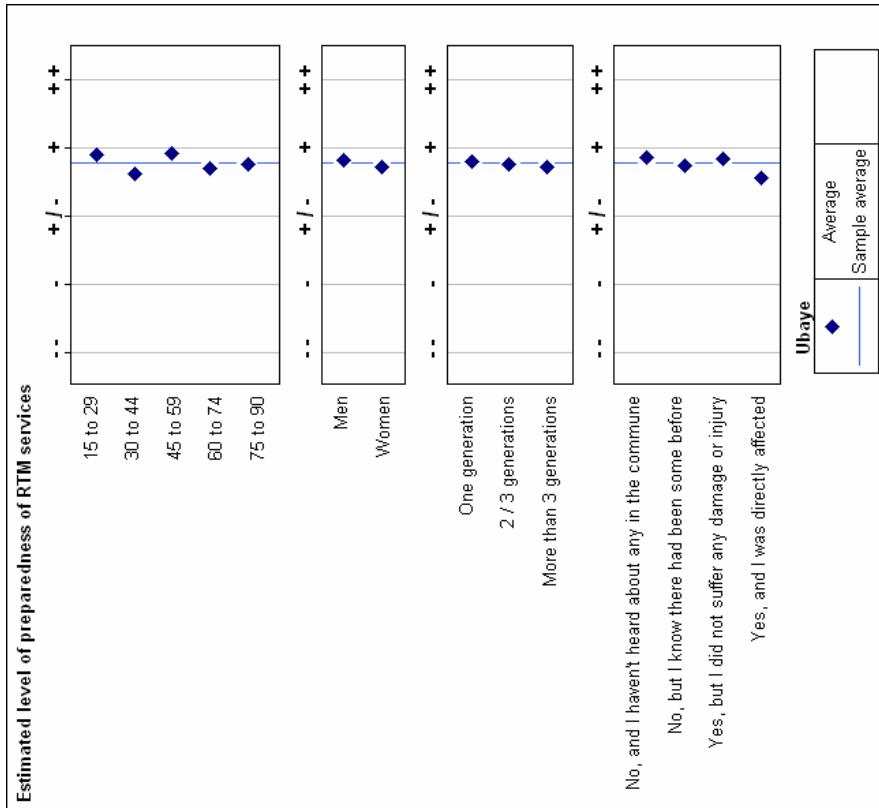 Estimated level of preparedness of RTM services
- - - + / - + + +
15 to 29
30 to 44
45 to 59
60 to 74
75 to 90
- - - + / - + + +
Men
Women
- - - + / - + + +
One generation
2 / 3 generations
More than 3 generations
- - - + / - + + +
No, and I haven't heard about any in the commune
No, but I know there had been some before
Yes, but I did not suffer any damage or injury
Yes, and I was directly affected
Ubaye
Average
Sample average